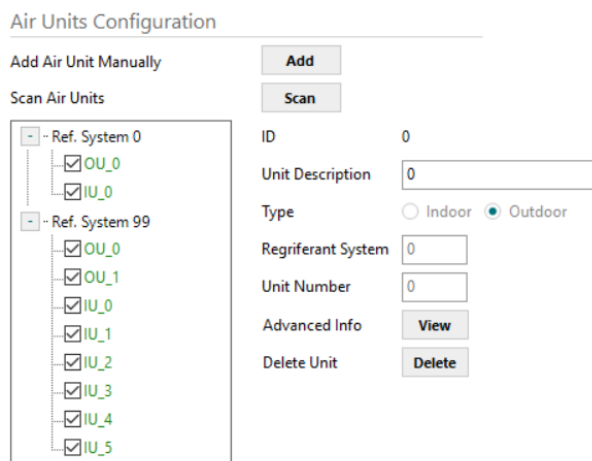 Air Units Configuration
Add Air Unit Manually Add
Scan Air Units Scan
Ref. System 0
OU_0
IU_0
Ref. System 99
OU_0
OU_1
IU_0
IU_1
IU_2
IU_3
IU_4
IU_5
ID 0
Unit Description 0
Type Indoor Outdoor
Regriferant System 0
Unit Number 0
Advanced Info View
Delete Unit Delete